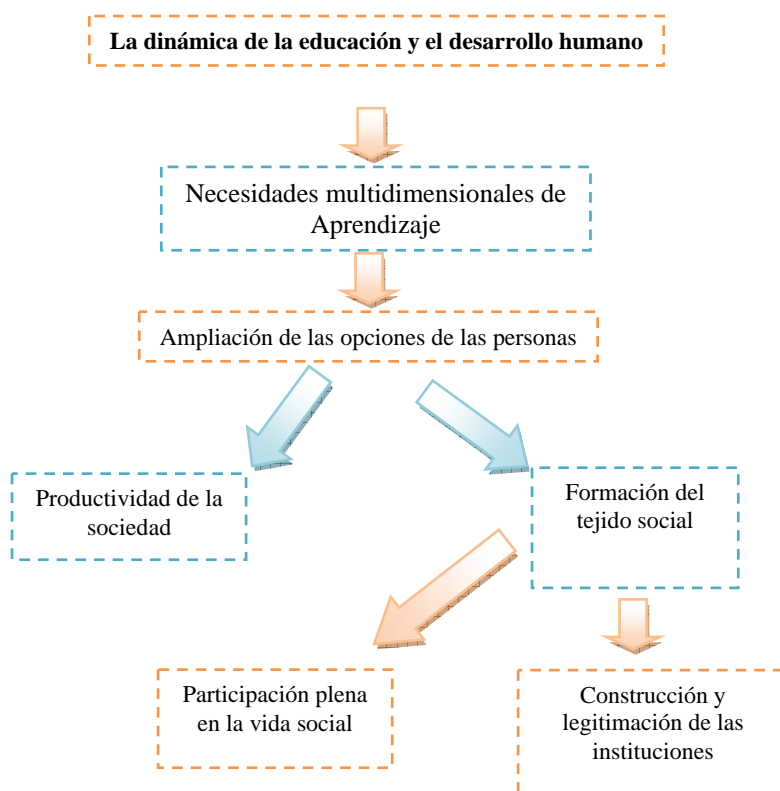 La dinámica de la educación y el desarrollo humano
Necesidades multidimensionales de
Aprendizaje
Ampliación de las opciones de las personas
Productividad de la
sociedad
Formación del
tejido social
Participación plena
en la vida social
Construcción y
legitimación de las
instituciones